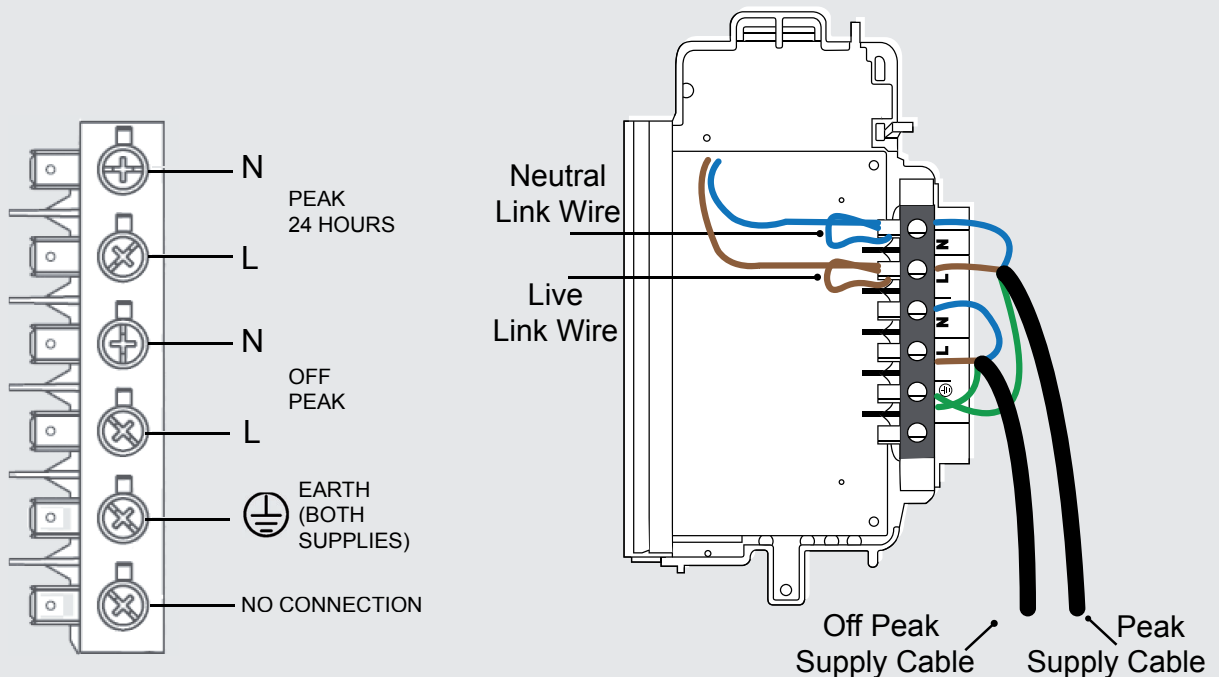 N
PEAK
24 HOURS
L
N
OFF
PEAK
L
EARTH
(BOTH
SUPPLIES)
NO CONNECTION
Neutral
Link Wire
Live
Link Wire
N
L
N
L
Off Peak
Supply Cable
Peak
Supply Cable